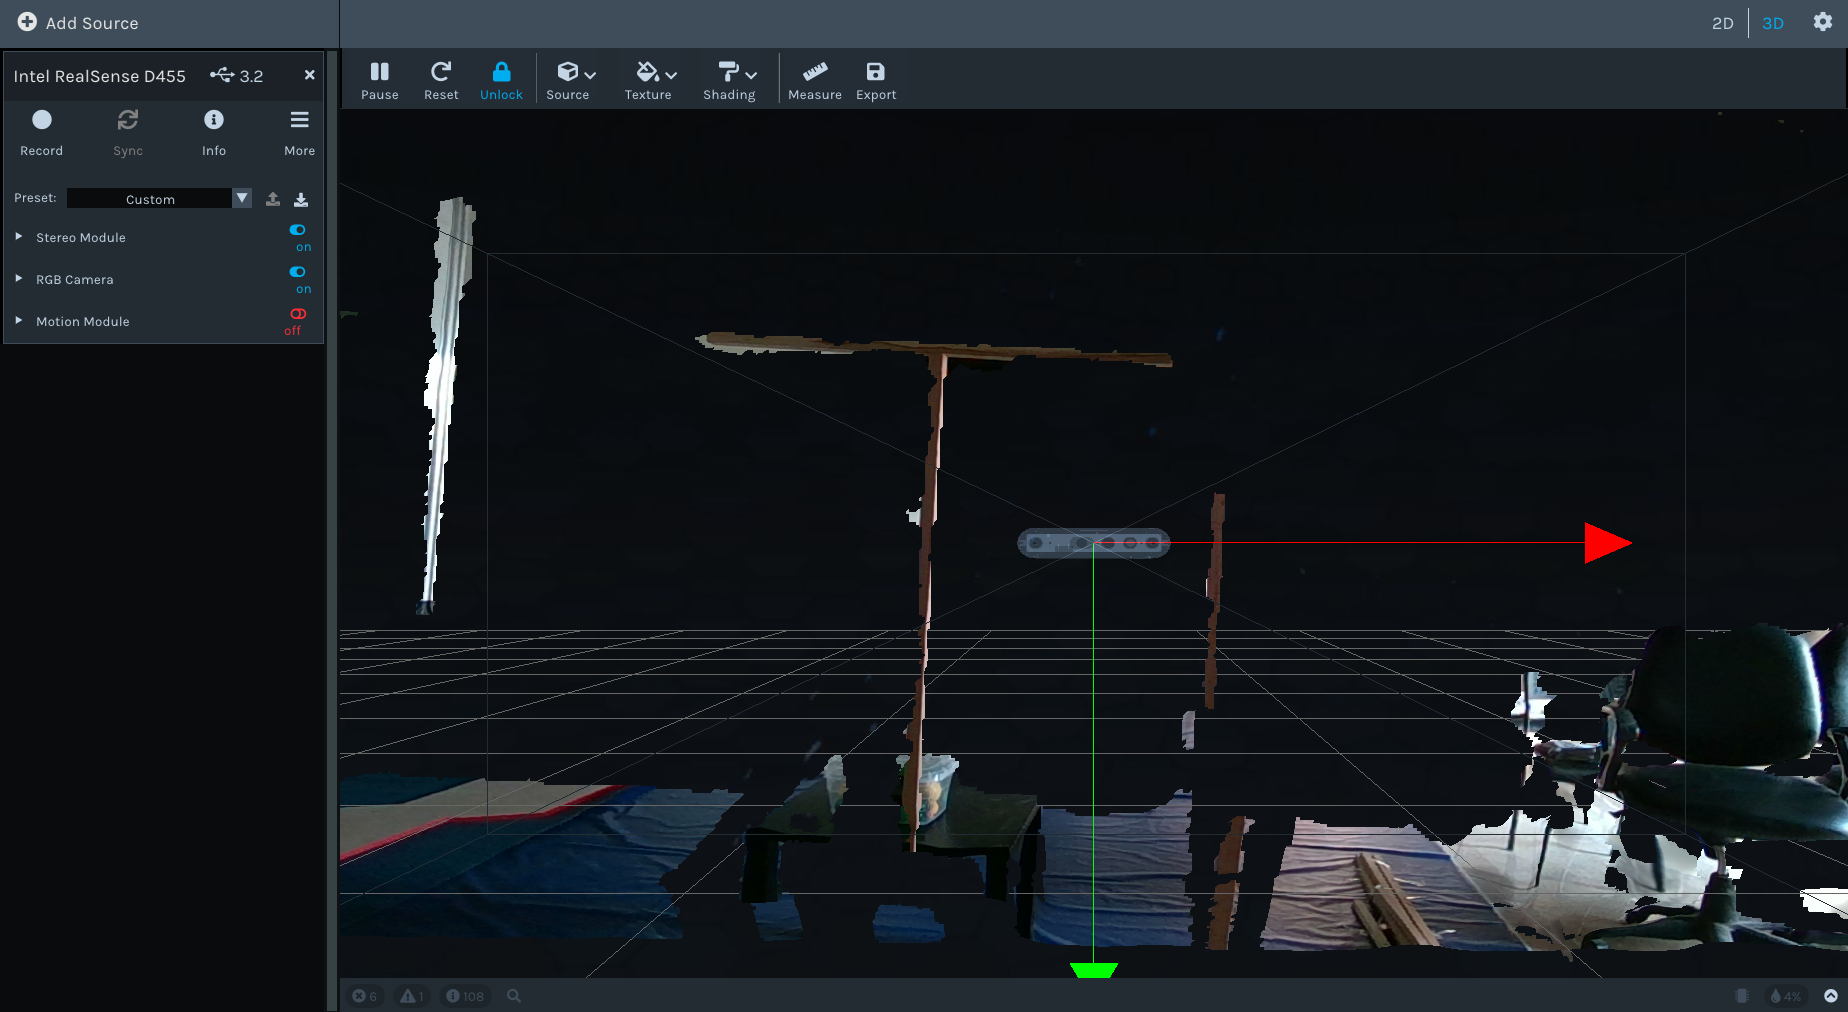 Add Source
2D
3D
Intel RealSense D455
3.2
Record
Sync
Info
More
Preset:
Custom
Stereo Module
on
RGB Camera
on
Motion Module
off
Pause
Reset
Unlock
Source
Texture
Shading
Measure
Export
6
1
108
4%